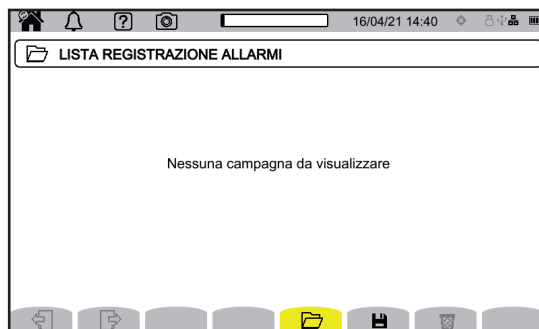 16/04/21 14:40
LISTA REGISTRAZIONE ALLARMI
Nessuna campagna da visualizzare